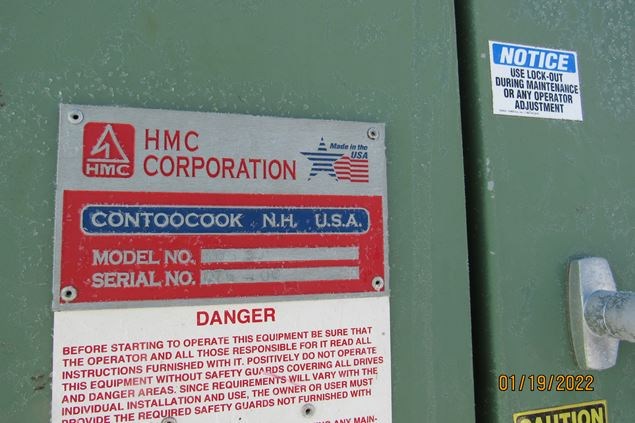 HMC
HMC
CORPORATION
Made in the
USA
CONTOOCOOK N.H. U.S.A.
MODEL NO.
SERIAL NO.
DANGER
BEFORE STARTING TO OPERATE THIS EQUIPMENT BE SURE THAT
THE OPERATOR AND ALL THOSE RESPONSIBLE FOR IT READ ALL
INSTRUCTIONS FURNISHED WITH IT. POSITIVELY DO NOT OPERATE
THIS EQUIPMENT WITHOUT SAFETY GUARDS COVERING ALL DRIVES
AND DANGER AREAS. SINCE REQUIREMENTS WILL VARY WITH THE
INDIVIDUAL INSTALLATION AND USE, THE OWNER OR USER MUST
PROVIDE THE REQUIRED SAFETY GUARDS NOT FURNISHED WITH
ANY MAIN-
NOTICE
USE LOCK-OUT
DURING MAINTENANCE
OR ANY OPERATOR
ADJUSTMENT
01/19/2022
CAUTION